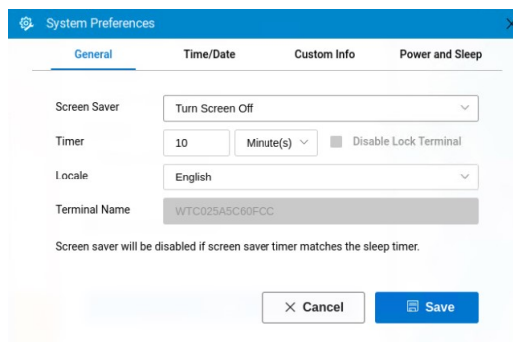 System Preferences
General Time/Date Custom Info Power and Sleep
Screen Saver Turn Screen Off
Timer 10 Minute(s) Disable Lock Terminal
Locale English
Terminal Name WTC025A5C60FCC
Screen saver will be disabled if screen saver timer matches the sleep timer.
Cancel Save